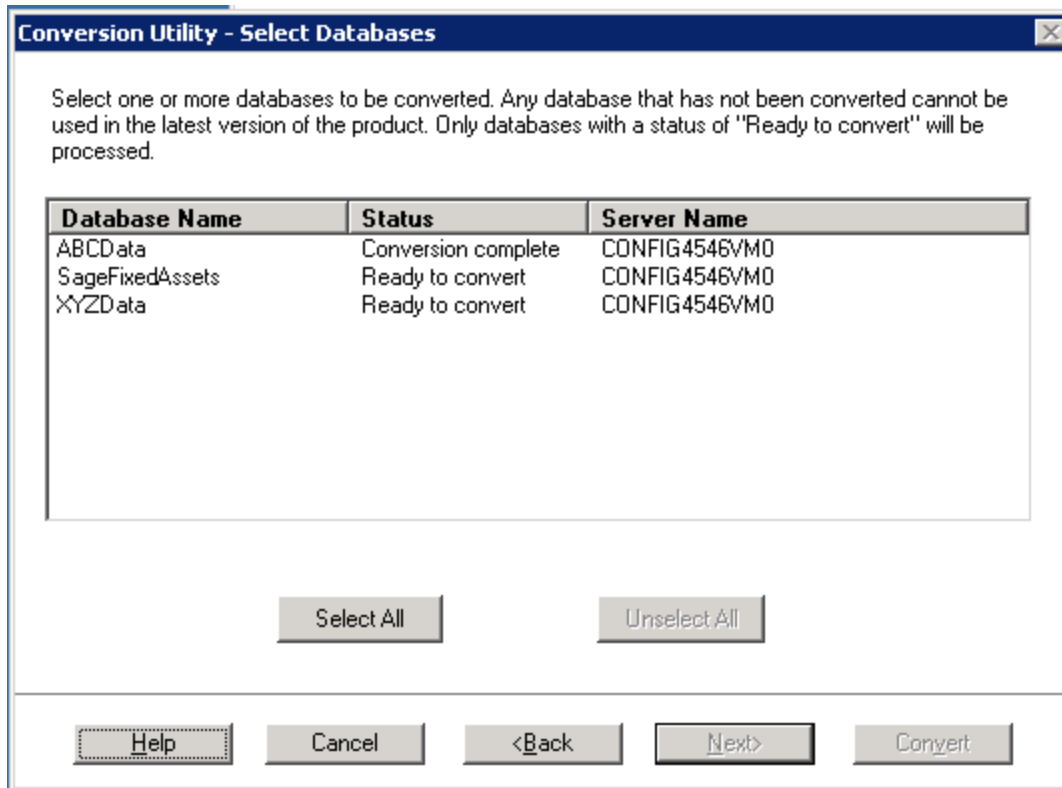 Conversion Utility - Select Databases
Select one or more databases to be converted. Any database that has not been converted cannot be
used in the latest version of the product. Only databases with a status of "Ready to convert" will be
processed.
Database Name Status Server Name
ABCData Conversion complete CONFIG4546VM0
SageFixedAssets Ready to convert CONFIG4546VM0
XYZData Ready to convert CONFIG4546VM0
Select All Unselect All
Help Cancel <Back Next> Convert